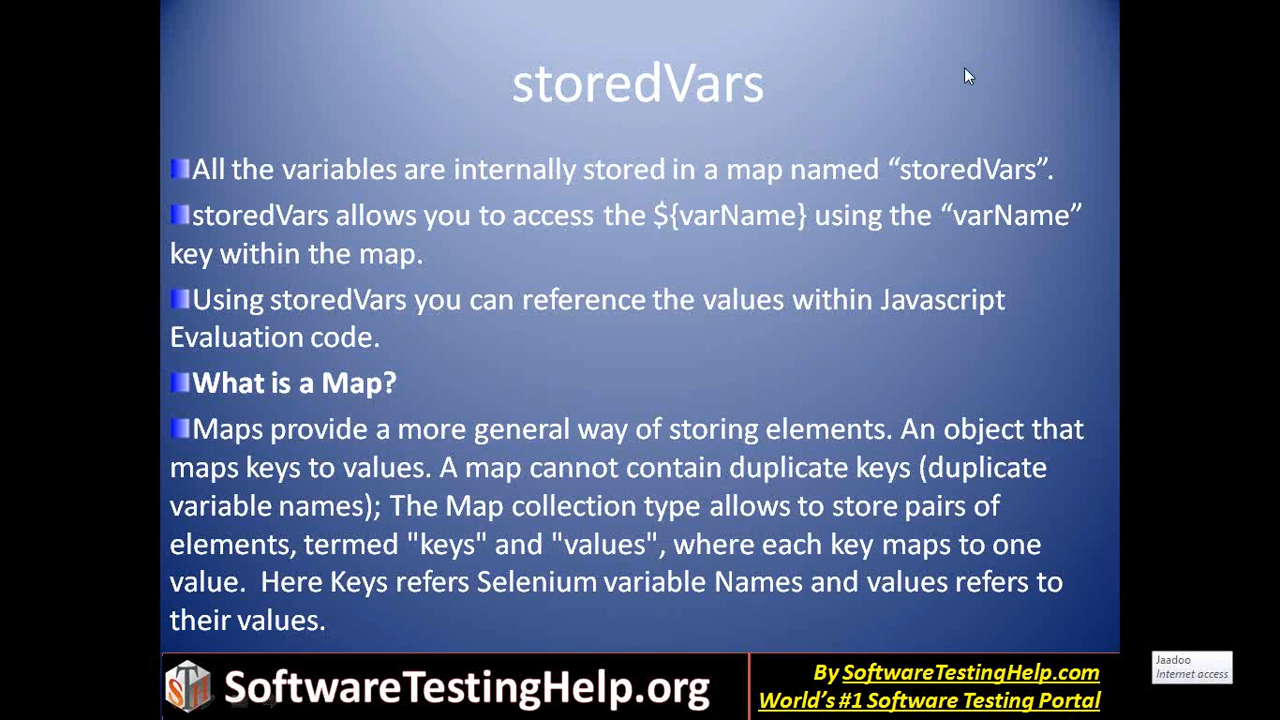 storedVars
All the variables are internally stored in a map named “storedVars”.
storedVars allows you to access the ${varName} using the “varName”
key within the map.
Using storedVars you can reference the values within Javascript
Evaluation code.
What is a Map?
Maps provide a more general way of storing elements. An object that
maps keys to values. A map cannot contain duplicate keys (duplicate
variable names); The Map collection type allows to store pairs of
elements, termed "keys" and "values", where each key maps to one
value.  Here Keys refers Selenium variable Names and values refers to
their values.
STH SoftwareTestingHelp.org
By SoftwareTestingHelp.com
World’s #1 Software Testing Portal
Jaadoo
Internet access